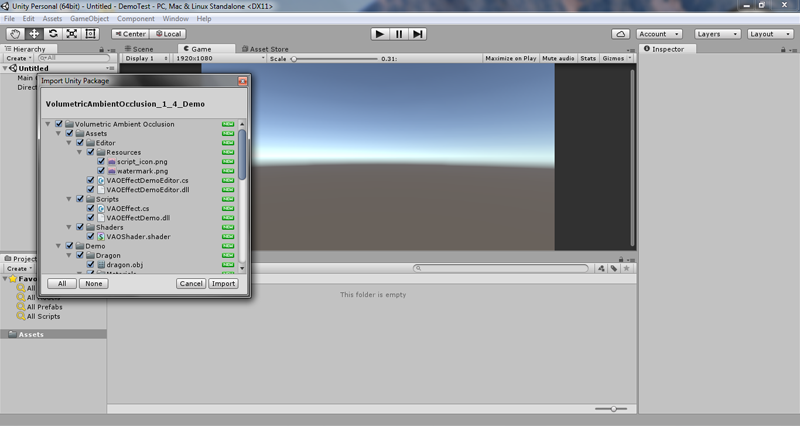 Unity Personal (64bit) - Untitled - DemoTest - PC, Mac & Linux Standalone <DX11>
File Edit Assets GameObject Component Window Help
Center Local
Account Layers Layout
Hierarchy
Scene Game Asset Store
Inspector
Create All
Display 1 1920x1080 Scale 0.31: Maximize on Play Mute audio Stats Gizmos
Untitled
Main
Direct
Import Unity Package
VolumetricAmbientOcclusion_1_4_Demo
Volumetric Ambient Occlusion NEW
Assets NEW
Editor NEW
Resources NEW
script_icon.png NEW
watermark.png NEW
VAOEffectDemoEditor.cs NEW
VAOEffectDemoEditor.dll NEW
Scripts NEW
VAOEffect.cs NEW
VAOEffectDemo.dll NEW
Shaders NEW
VAOShader.shader NEW
Demo NEW
Dragon NEW
dragon.obj NEW
Materials NEW
All None Cancel Import
Project
Create
Favo
All
All Models
All Prefabs
All Scripts
Assets
This folder is empty